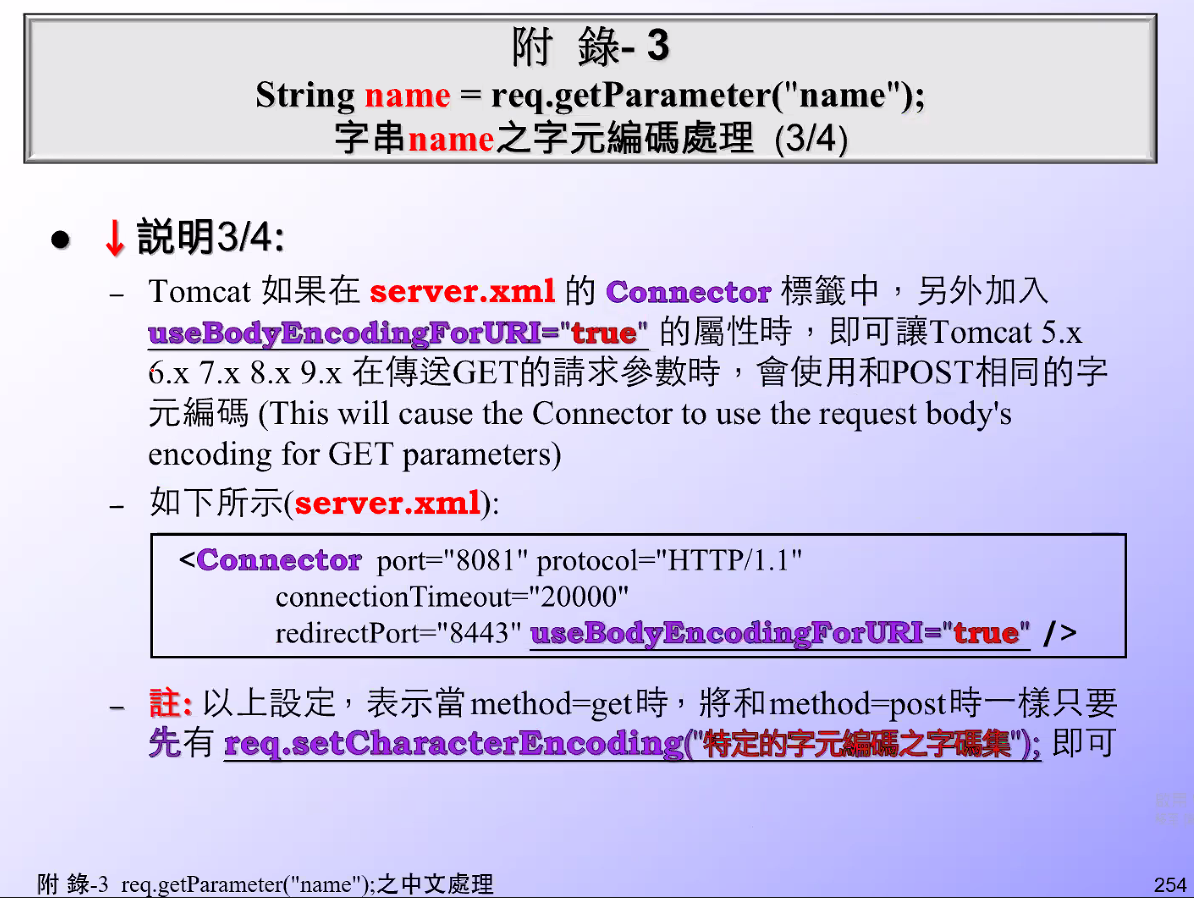 附 錄- 3
String name = req.getParameter("name");
字串name之字元編碼處理 (3/4)
● ↓說明3/4:
– Tomcat 如果在 server.xml 的 Connector 標籤中，另外加入
useBodyEncodingForURI="true" 的屬性時，即可讓Tomcat 5.x
6.x 7.x 8.x 9.x 在傳送GET的請求參數時，會使用和POST相同的字
元編碼 (This will cause the Connector to use the request body's
encoding for GET parameters)
– 如下所示(server.xml):
<Connector port="8081" protocol="HTTP/1.1"
connectionTimeout="20000"
redirectPort="8443" useBodyEncodingForURI="true" />
– 註: 以上設定，表示當method=get時，將和method=post時一樣只要
先有 req.setCharacterEncoding("特定的字元編碼之字碼集"); 即可
附 錄-3 req.getParameter("name");之中文處理
254